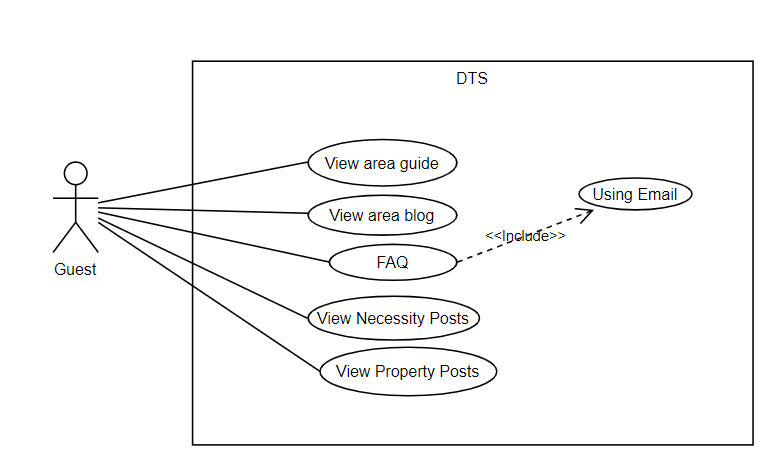 DTS
View area guide
Using Email
View area blog
<<Include>>
FAQ
Guest
View Necessity Posts
View Property Posts